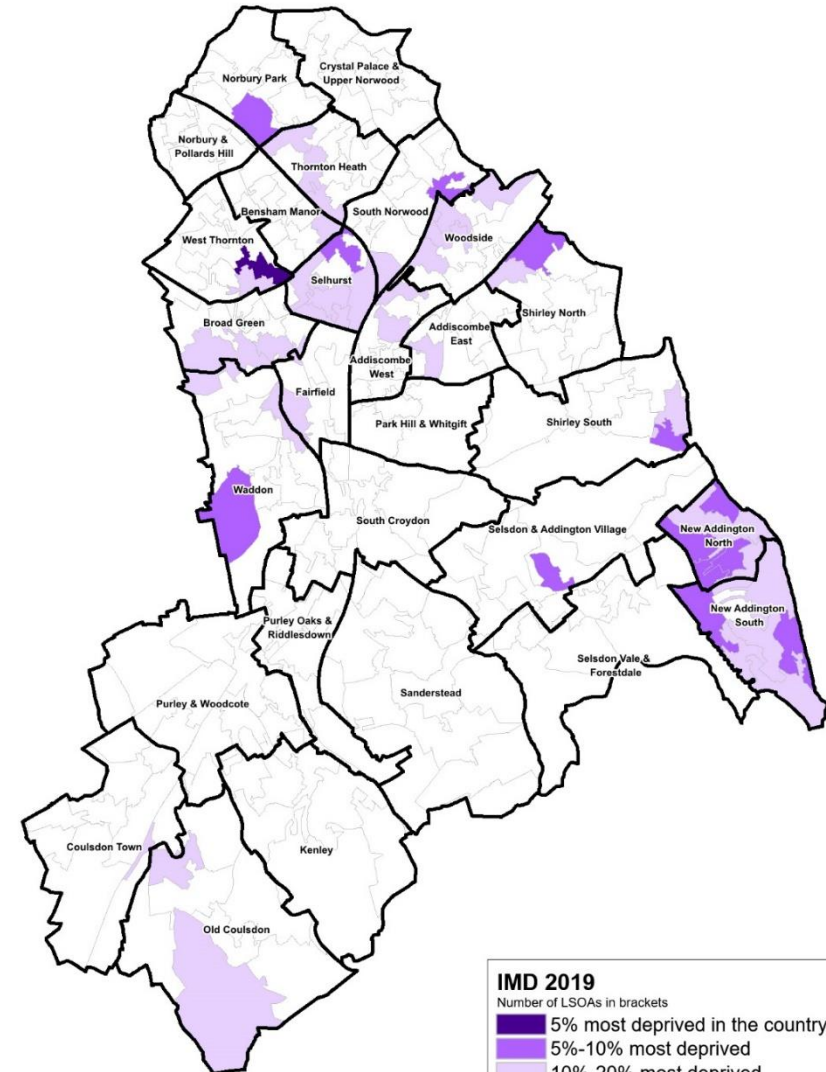 Crystal Palace &
Upper Norwood
Norbury Park
Norbury &
Pollards Hill
Thornton Heath
Bensham Manor
South Norwood
West Thornton
Woodside
Selhurst
Broad Green
Shirley North
Addiscombe
East
Addiscombe
West
Fairfield
Park Hill & Whitgift
Shirley South
Waddon
South Croydon
Selsdon & Addington Village
New Addington
North
New Addington
South
Purley Oaks &
Riddlesdown
Selsdon Vale &
Forestdale
Sanderstead
Purley & Woodcote
Coulsdon Town
Kenley
Old Coulsdon
IMD 2019
Number of LSOAs in brackets
5% most deprived in the country
5%-10% most deprived
10%-20% most deprived